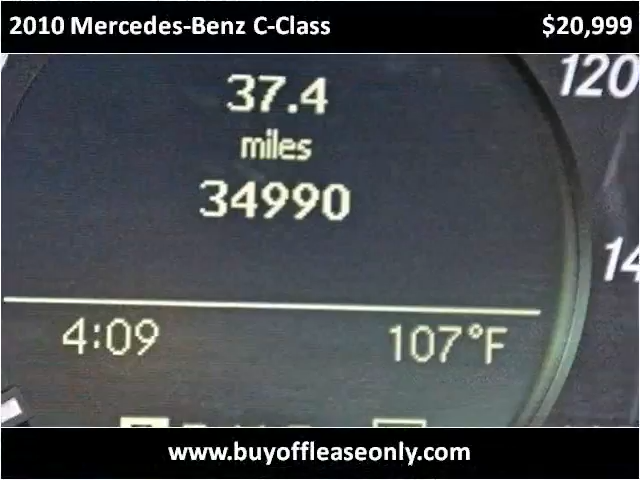 2010 Mercedes-Benz C-Class $20,999
120
37.4
miles
34990
14
4:09 107°F
www.buyoffleaseonly.com